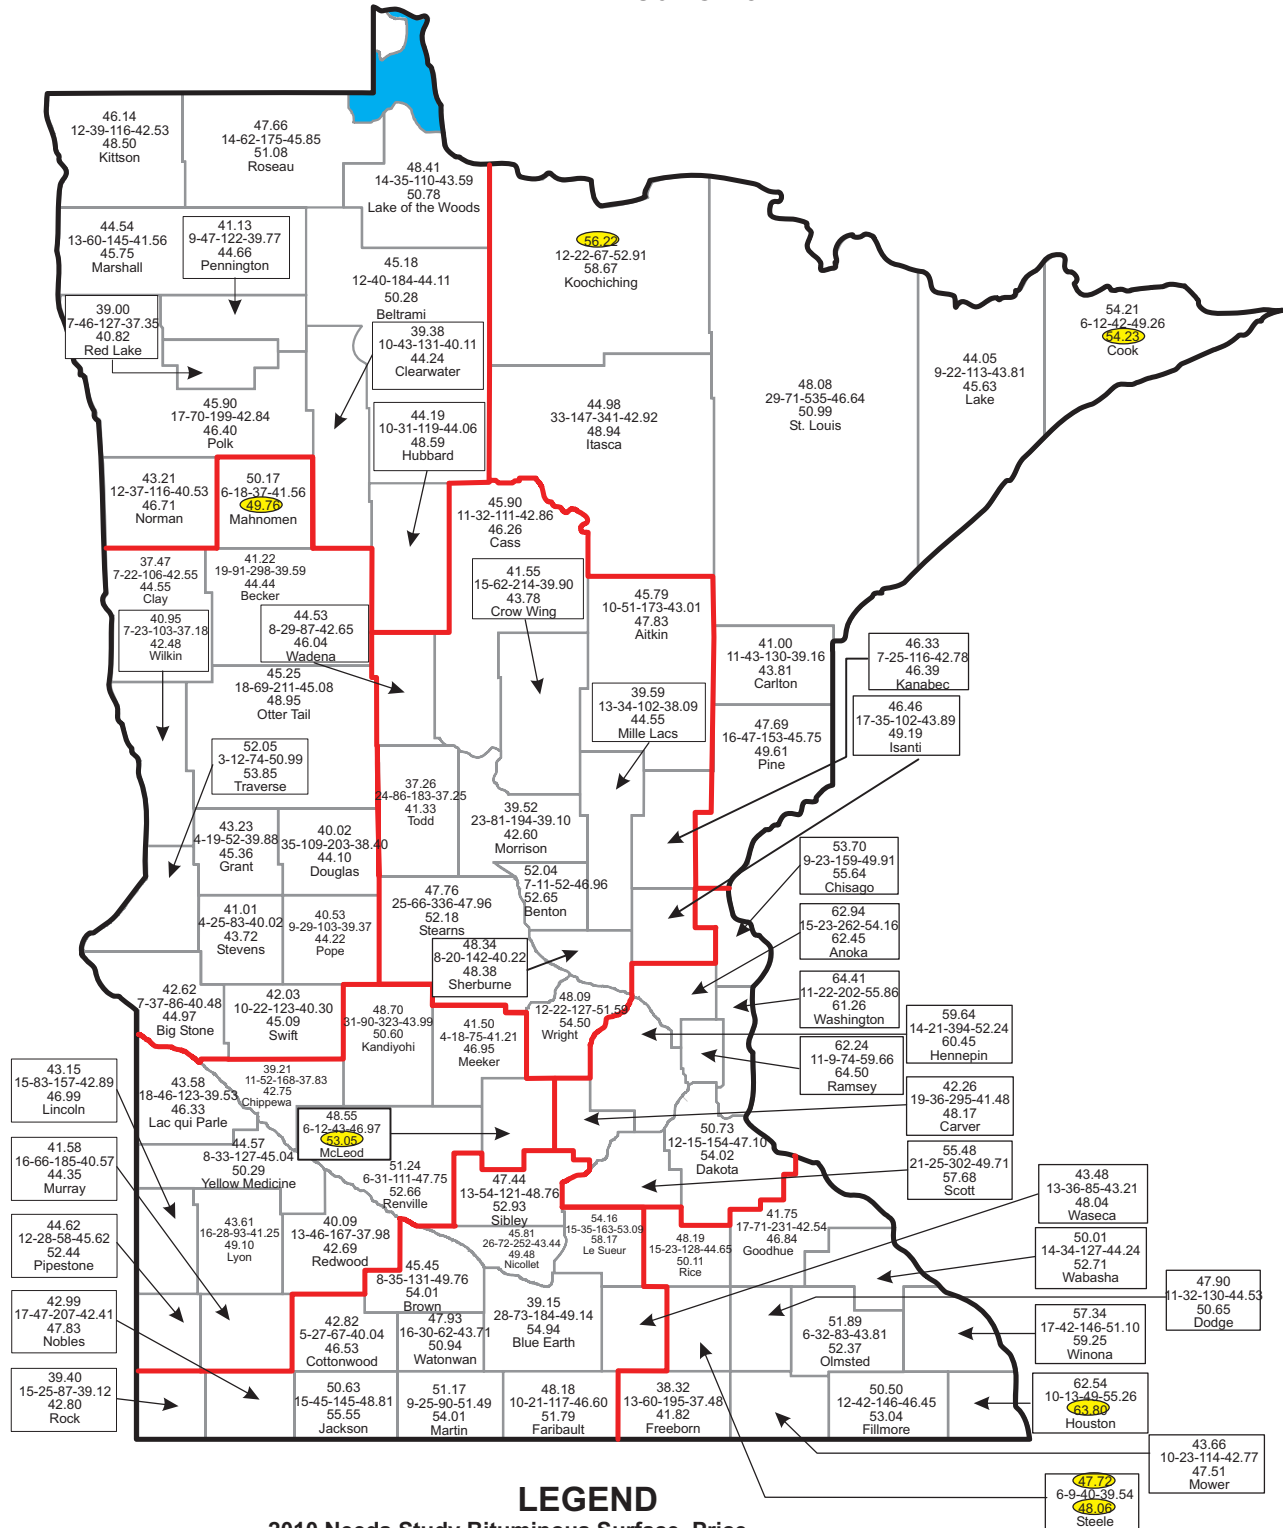 46.14
12-39-116-42.53
48.50
Kittson
47.66
14-62-175-45.85
51.08
Roseau
48.41
14-35-110-43.59
50.78
Lake of the Woods
44.54
13-60-145-41.56
45.75
Marshall
41.13
9-47-122-39.77
44.66
Pennington
45.18
12-40-184-44.11
50.28
Beltrami
56.22
12-22-67-52.91
58.67
Koochiching
39.00
7-46-127-37.35
40.82
Red Lake
39.38
10-43-131-40.11
44.24
Clearwater
54.21
6-12-42-49.26
54.23
Cook
44.05
9-22-113-43.81
45.63
Lake
48.08
29-71-535-46.64
50.99
St. Louis
44.98
33-147-341-42.92
48.94
Itasca
45.90
17-70-199-42.84
46.40
Polk
44.19
10-31-119-44.06
48.59
Hubbard
43.21
12-37-116-40.53
46.71
Norman
50.17
6-18-37-41.56
49.76
Mahnomen
45.90
11-32-111-42.86
46.26
Cass
37.47
7-22-106-42.55
44.55
Clay
41.22
19-91-298-39.59
44.44
Becker
41.55
15-62-214-39.90
43.78
Crow Wing
45.79
10-51-173-43.01
47.83
Aitkin
40.95
7-23-103-37.18
42.48
Wilkin
44.53
8-29-87-42.65
46.04
Wadena
41.00
11-43-130-39.16
43.81
Carlton
46.33
7-25-116-42.78
46.39
Kanabec
45.25
18-69-211-45.08
48.95
Otter Tail
39.59
13-34-102-38.09
44.55
Mille Lacs
47.69
16-47-153-45.75
49.61
Pine
46.46
17-35-102-43.89
49.19
Isanti
52.05
3-12-74-50.99
53.85
Traverse
37.26
24-86-183-37.25
41.33
Todd
39.52
23-81-194-39.10
42.60
Morrison
43.23
4-19-52-39.88
45.36
Grant
40.02
35-109-203-38.40
44.10
Douglas
53.70
9-23-159-49.91
55.64
Chisago
52.04
7-11-52-46.96
52.65
Benton
47.76
25-66-336-47.96
52.18
Stearns
41.01
4-25-83-40.02
43.72
Stevens
40.53
9-29-103-39.37
44.22
Pope
62.94
15-23-262-54.16
62.45
Anoka
48.34
8-20-142-40.22
48.38
Sherburne
64.41
11-22-202-55.86
61.26
Washington
42.62
7-37-86-40.48
44.97
Big Stone
42.03
10-22-123-40.30
45.09
Swift
48.70
31-90-323-43.99
50.60
Kandiyohi
41.50
4-18-75-41.21
46.95
Meeker
48.09
12-22-127-51.59
54.50
Wright
59.64
14-21-394-52.24
60.45
Hennepin
62.24
11-9-74-59.66
64.50
Ramsey
43.15
15-83-157-42.89
46.99
Lincoln
43.58
18-46-123-39.53
46.33
Lac qui Parle
39.21
11-52-168-37.83
42.75
Chippewa
42.26
19-36-295-41.48
48.17
Carver
48.55
6-12-43-46.97
53.05
McLeod
50.73
12-15-154-47.10
54.02
Dakota
41.58
16-66-185-40.57
44.35
Murray
44.57
8-33-127-45.04
50.29
Yellow Medicine
51.24
6-31-111-47.75
52.66
Renville
55.48
21-25-302-49.71
57.68
Scott
47.44
13-54-121-48.76
52.93
Sibley
43.48
13-36-85-43.21
48.04
Waseca
44.62
12-28-58-45.62
52.44
Pipestone
43.61
16-28-93-41.25
49.10
Lyon
40.09
13-46-167-37.98
42.69
Redwood
45.81
26-72-252-43.44
49.48
Nicollet
54.16
15-35-163-53.09
58.17
Le Sueur
48.19
15-23-128-44.65
50.11
Rice
41.75
17-71-231-42.54
46.84
Goodhue
50.01
14-34-127-44.24
52.71
Wabasha
45.45
8-35-131-49.76
54.01
Brown
47.90
11-32-130-44.53
50.65
Dodge
42.99
17-47-207-42.41
47.83
Nobles
42.82
5-27-67-40.04
46.53
Cottonwood
47.93
16-30-62-43.71
50.94
Watonwan
39.15
28-73-184-49.14
54.94
Blue Earth
51.89
6-32-83-43.81
52.37
Olmsted
57.34
17-42-146-51.10
59.25
Winona
39.40
15-25-87-39.12
42.80
Rock
50.63
15-45-145-48.81
55.55
Jackson
51.17
9-25-90-51.49
54.01
Martin
48.18
10-21-117-46.60
51.79
Faribault
38.32
13-60-195-37.48
41.82
Freeborn
50.50
12-42-146-46.45
53.04
Fillmore
62.54
10-13-49-55.26
63.80
Houston
43.66
10-23-114-42.77
47.51
Mower
47.72
6-9-40-39.54
48.06
Steele
LEGEND
2010 Needs Study Bituminous Surface Price